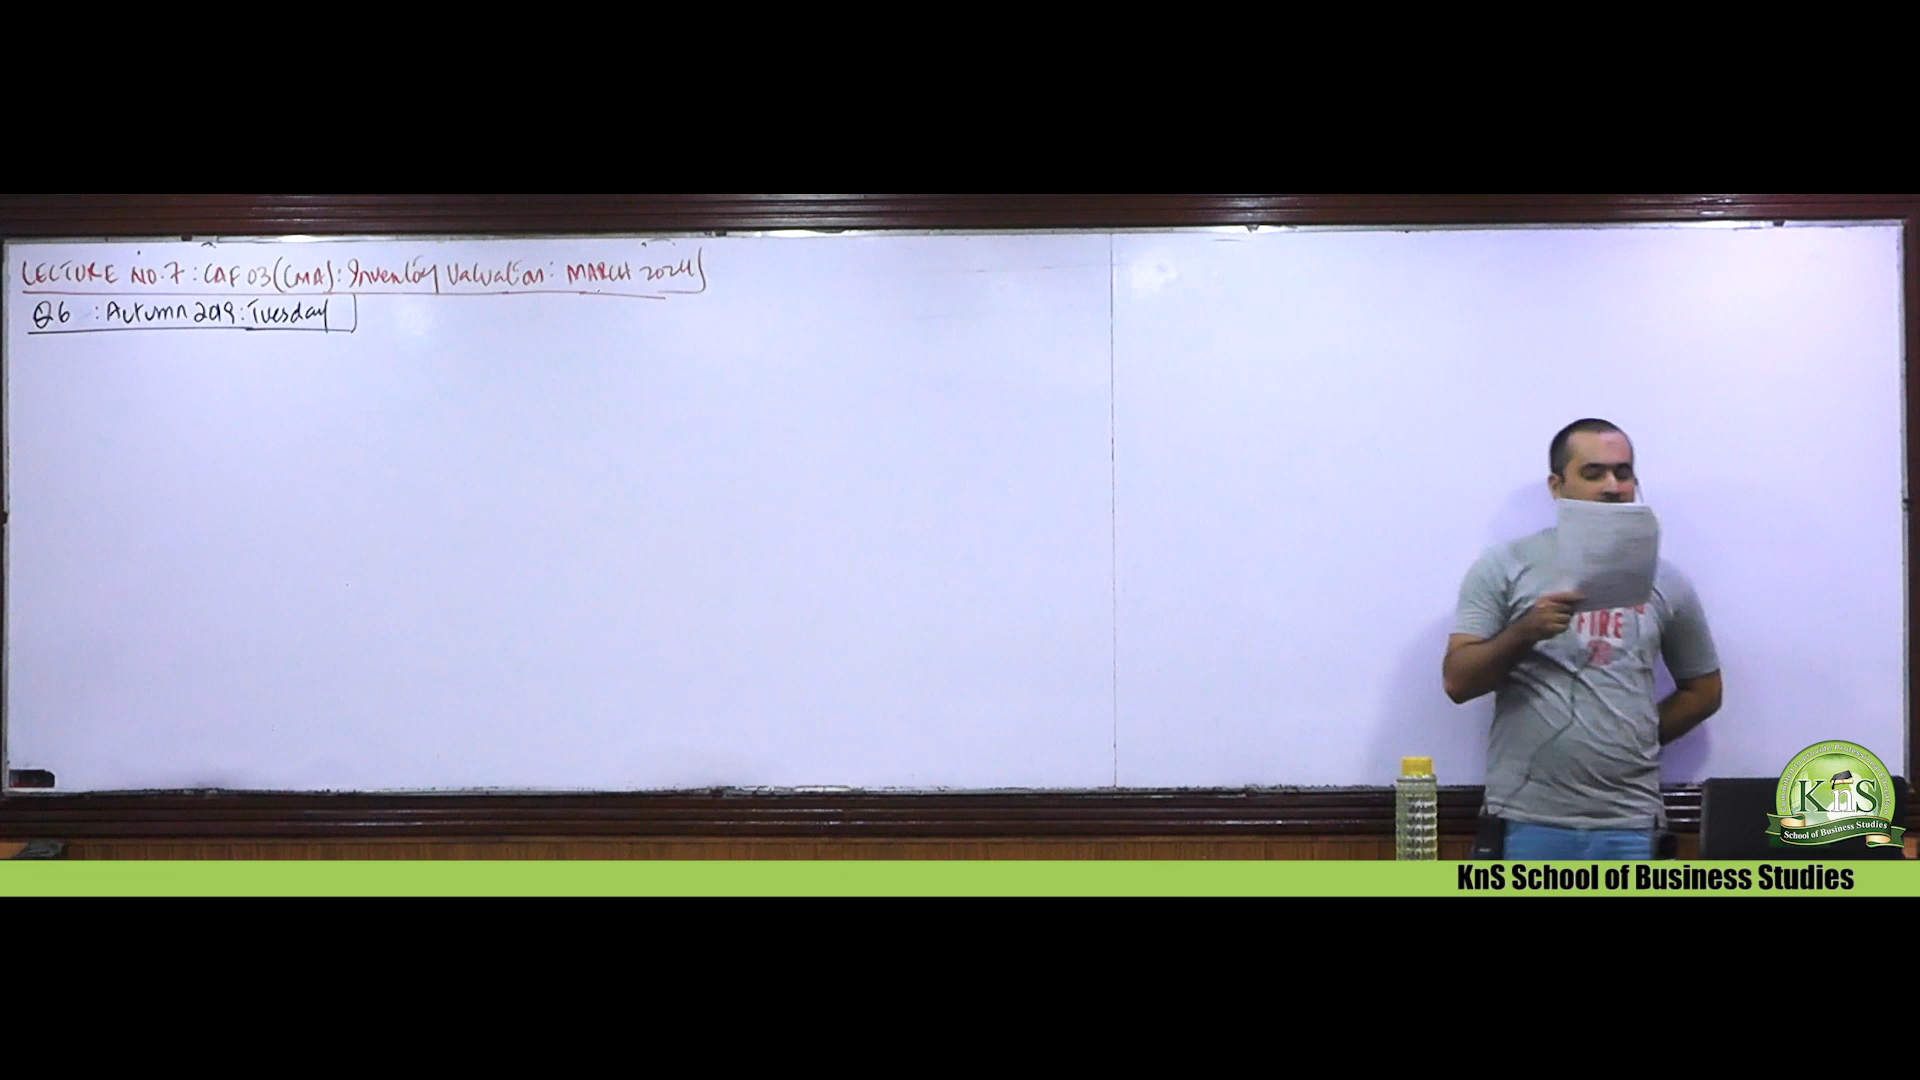 LECTURE NO.7 : CAF 03 (CMA): Inventory Valuation: MARCH 2024
Q6 : Autumn 2019: Tuesday
FIRE
KnS
School of Business Studies
KnS School of Business Studies